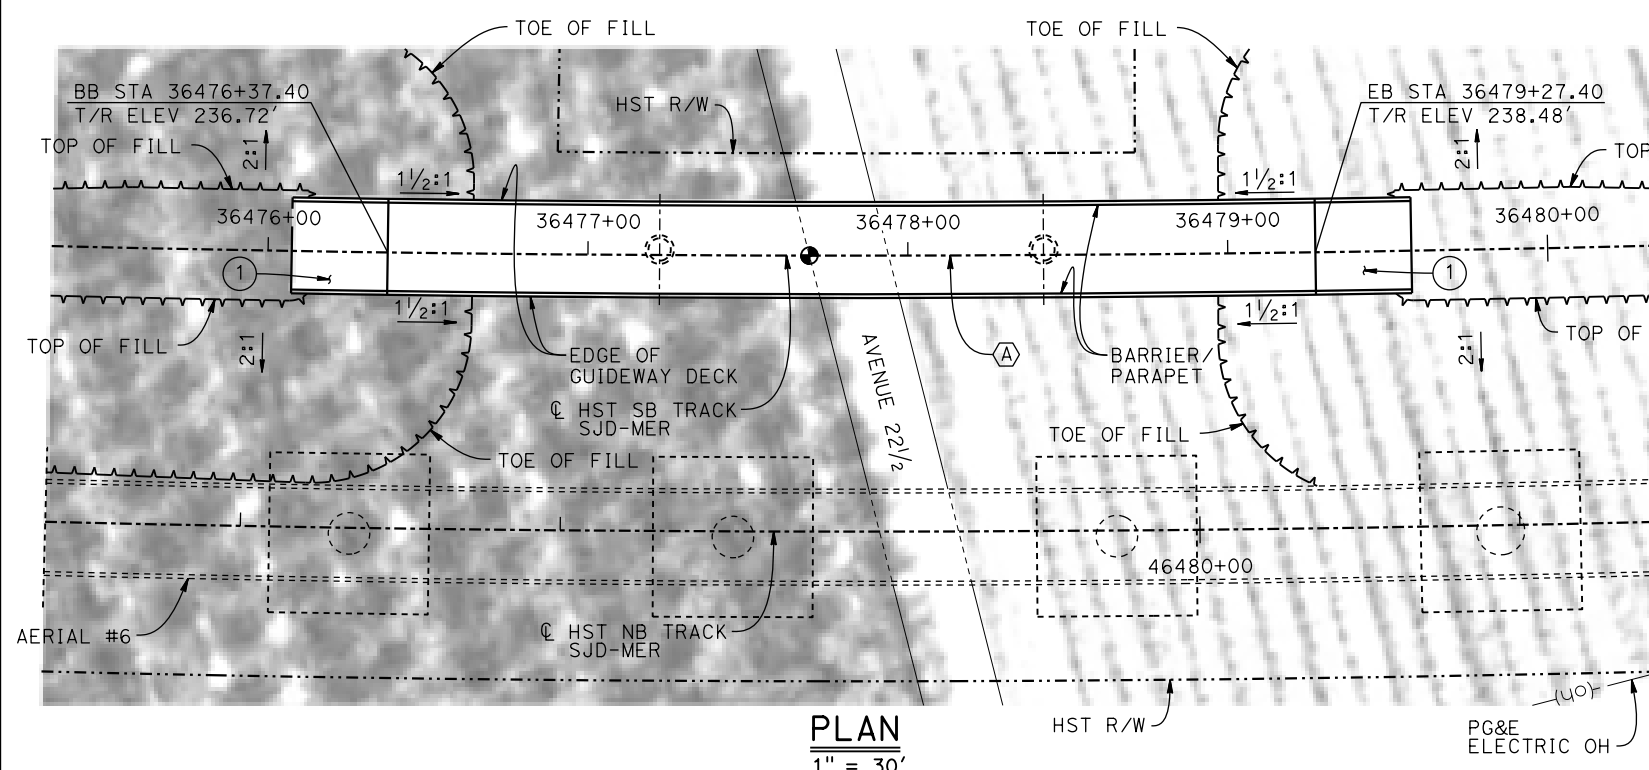 TOE OF FILL
TOE OF FILL
BB STA 36476+37.40
T/R ELEV 236.72'
HST R/W
EB STA 36479+27.40
T/R ELEV 238.48'
TOP OF FILL
2:1
2:1
TOP
1½:1
1½:1
36476+00
36477+00
36478+00
36479+00
36480+00
1
1
1½:1
1½:1
TOP OF FILL
2:1
EDGE OF
GUIDEWAY DECK
AVENUE 22½
A
BARRIER/
PARAPET
2:1
TOP OF
℄ HST SB TRACK
SJD-MER
TOE OF FILL
TOE OF FILL
46480+00
AERIAL #6
℄ HST NB TRACK
SJD-MER
HST R/W
(40)
PG&E
ELECTRIC OH
PLAN
1" = 30'